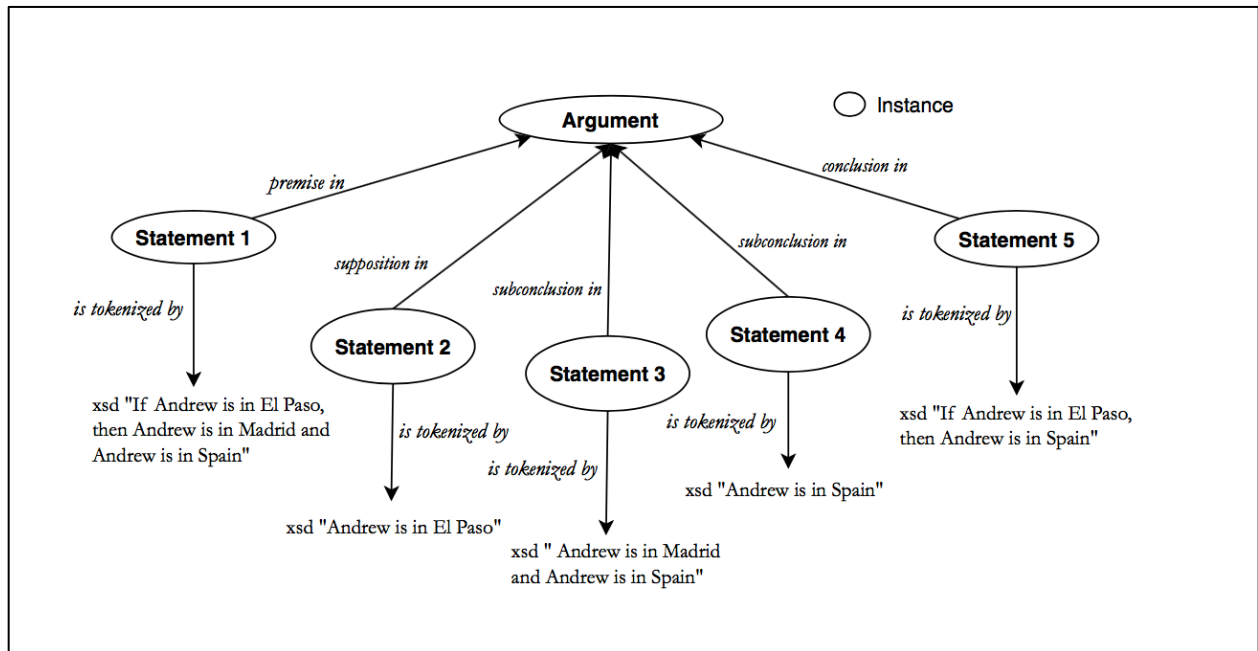 Argument
Instance
premise in
conclusion in
Statement 1
supposition in
subconclusion in
subconclusion in
Statement 5
is tokenized by
Statement 2
Statement 3
Statement 4
is tokenized by
xsd "If Andrew is in El Paso,
then Andrew is in Madrid and
Andrew is in Spain"
is tokenized by
is tokenized by
is tokenized by
xsd "If Andrew is in El Paso,
then Andrew is in Spain"
xsd "Andrew is in El Paso"
xsd " Andrew is in Madrid
and Andrew is in Spain"
xsd "Andrew is in Spain"